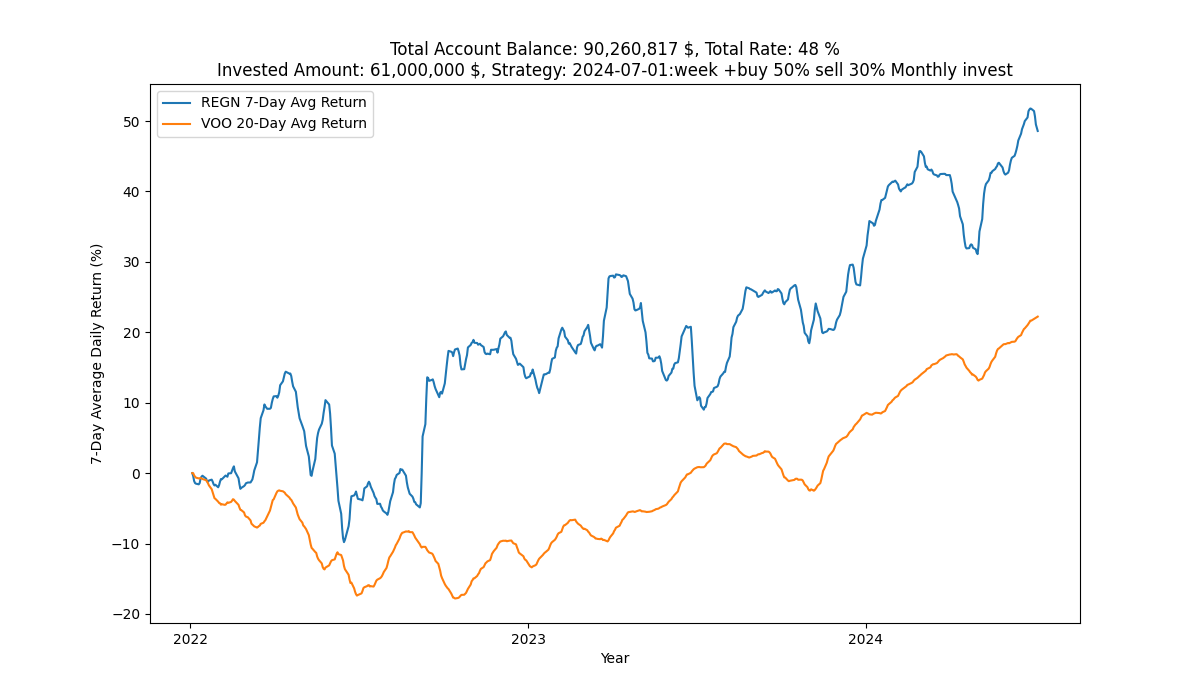 Total Account Balance: 90,260,817 $, Total Rate: 48 %
Invested Amount: 61,000,000 $, Strategy: 2024-07-01:week +buy 50% sell 30% Monthly invest
REGN 7-Day Avg Return
VOO 20-Day Avg Return
7-Day Average Daily Return (%)
50
40
30
20
10
0
−10
−20
2022
2023
2024
Year